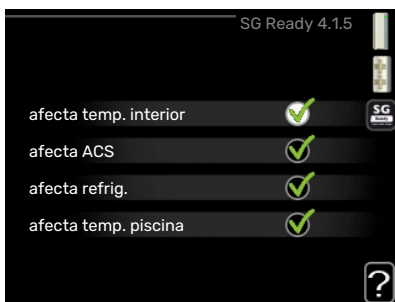 SG Ready 4.1.5
SG
Ready
afecta temp. interior
afecta ACS
afecta refrig.
afecta temp. piscina
?